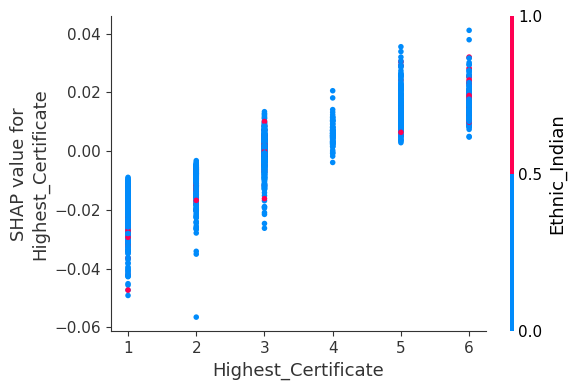 SHAP value for
Highest_Certificate
0.04
0.02
0.00
−0.02
−0.04
−0.06
1 2 3 4 5 6
Highest_Certificate
1.0
0.5
0.0
Ethnic_Indian